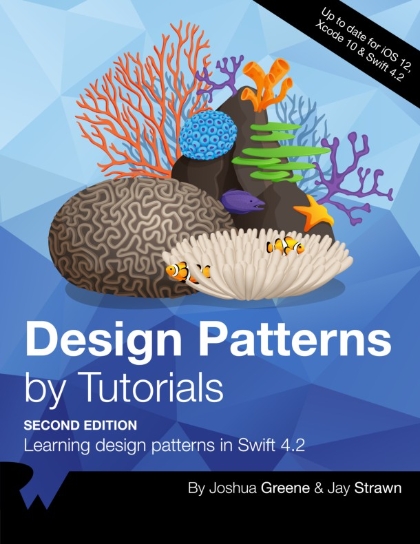 Up to date for iOS 12,
Xcode 10 & Swift 4.2
Design Patterns
by Tutorials
SECOND EDITION
Learning design patterns in Swift 4.2
By Joshua Greene & Jay Strawn